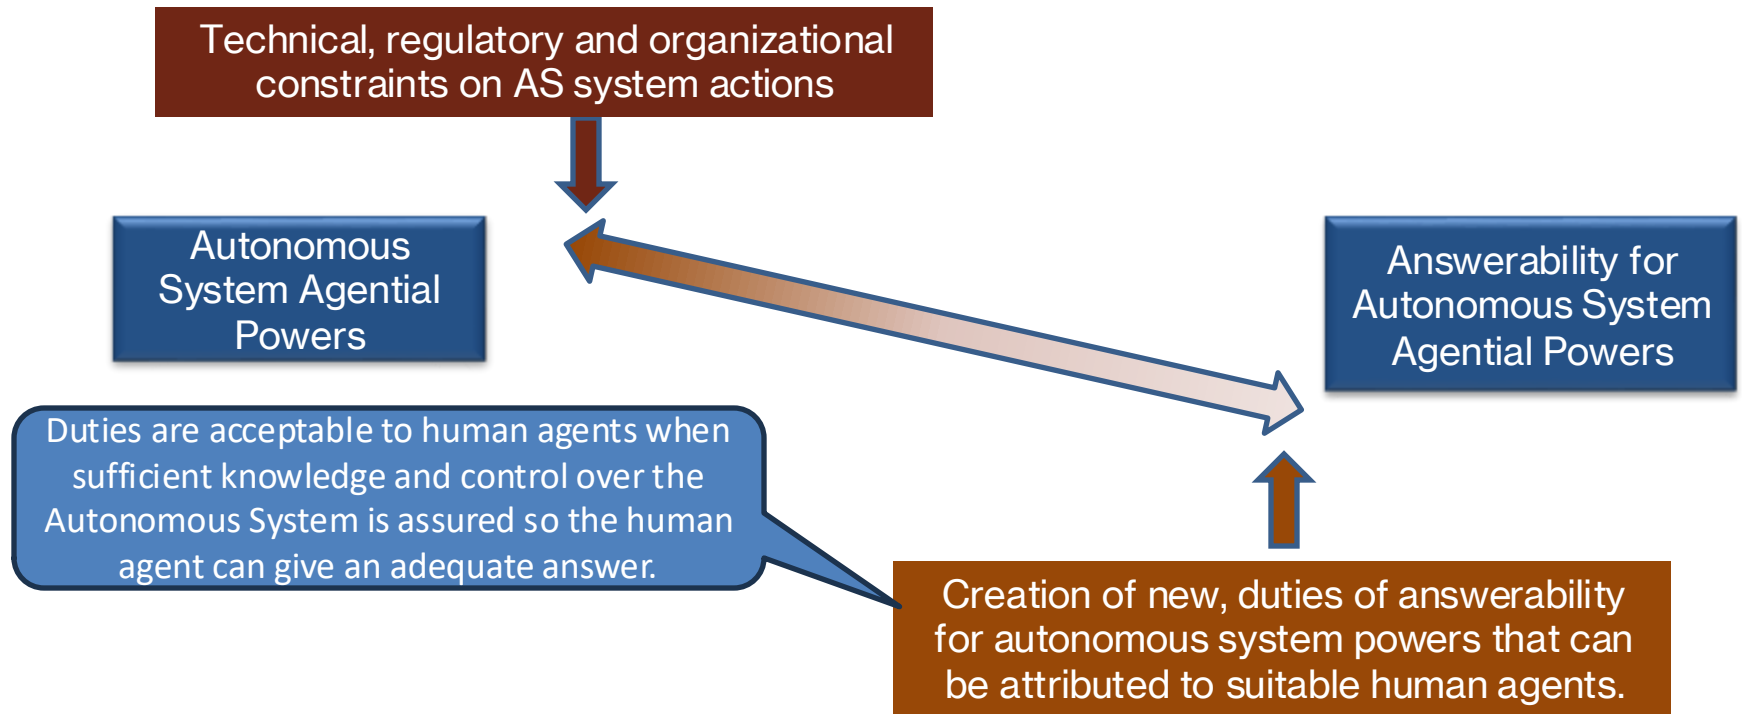 Technical, regulatory and organizational
constraints on AS system actions
Autonomous
System Agential
Powers
Answerability for
Autonomous System
Agential Powers
Duties are acceptable to human agents when
sufficient knowledge and control over the
Autonomous System is assured so the human
agent can give an adequate answer.
Creation of new, duties of answerability
for autonomous system powers that can
be attributed to suitable human agents.